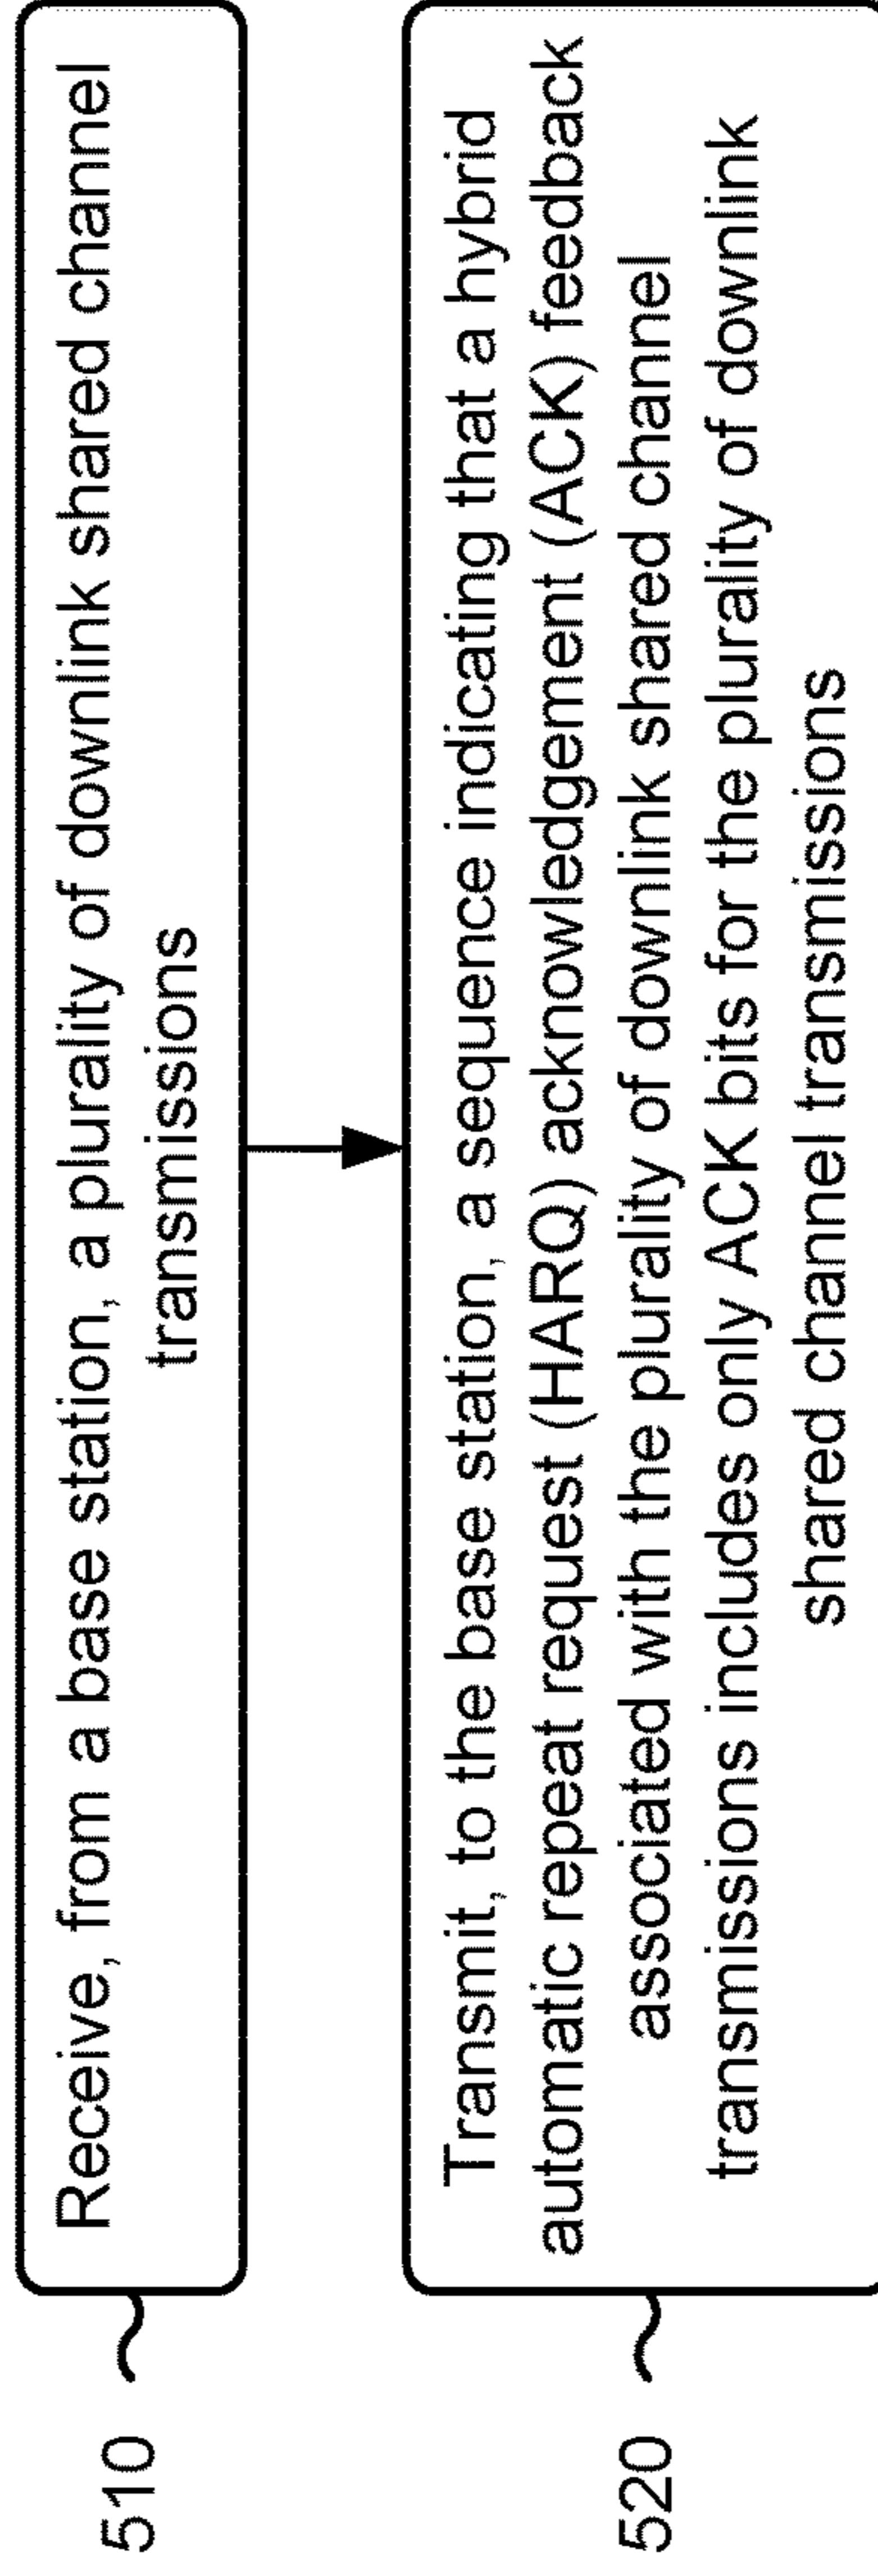 510
Receive, from a base station, a plurality of downlink shared channel
transmissions
520
Transmit, to the base station, a sequence indicating that a hybrid
automatic repeat request (HARQ) acknowledgement (ACK) feedback
associated with the plurality of downlink shared channel
transmissions includes only ACK bits for the plurality of downlink
shared channel transmissions